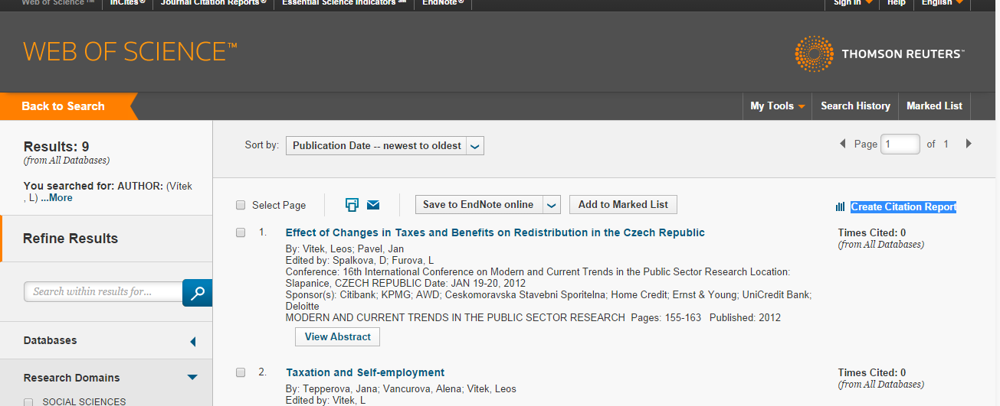 Web of Science™ InCites® Journal Citation Reports® Essential Science Indicators℠ EndNote® Sign In Help English
WEB OF SCIENCE™
THOMSON REUTERS™
Back to Search
My Tools Search History Marked List
Results: 9
(from All Databases)
You searched for: AUTHOR: (Vítek
, L) ...More
Refine Results
Search within results for...
Databases
Research Domains
SOCIAL SCIENCES
Sort by: Publication Date -- newest to oldest
Page 1 of 1
Select Page Save to EndNote online Add to Marked List
Create Citation Report
1. Effect of Changes in Taxes and Benefits on Redistribution in the Czech Republic
By: Vitek, Leos; Pavel, Jan
Edited by: Spalkova, D; Furova, L
Conference: 16th International Conference on Modern and Current Trends in the Public Sector Research Location:
Slapanice, CZECH REPUBLIC Date: JAN 19-20, 2012
Sponsor(s): Citibank; KPMG; AWD; Ceskomoravska Stavebni Sporitelna; Home Credit; Ernst & Young; UniCredit Bank;
Deloitte
MODERN AND CURRENT TRENDS IN THE PUBLIC SECTOR RESEARCH Pages: 155-163 Published: 2012
View Abstract
Times Cited: 0
(from All Databases)
2. Taxation and Self-employment
By: Tepperova, Jana; Vancurova, Alena; Vitek, Leos
Edited by: Vitek, L
Times Cited: 0
(from All Databases)